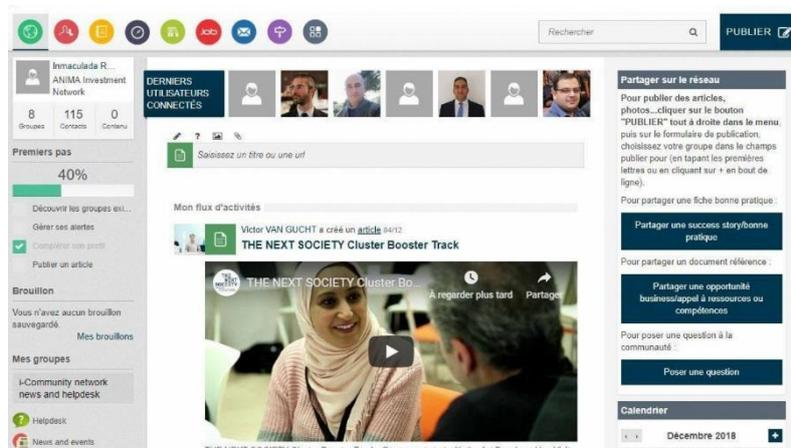 Job
Rechercher
PUBLIER
Inmaculada R...
ANIMA Investment
Network
8
115
0
Groupes
Contacts
Contenu
Premiers pas
40%
Découvrir les groupes exi...
Gérer ses alertes
Compléter son profil
Publier un article
Brouillon
Vous n'avez aucun brouillon
sauvegardé.
Mes brouillons
Mes groupes
i-Community network
news and helpdesk
Helpdesk
News and events
DERNIERS
UTILISATEURS
CONNECTÉS
Saisissez un titre ou une url
Mon flux d'activités
Victor VAN GUCHT a créé un article 04/12
THE NEXT SOCIETY Cluster Booster Track
THE NEXT SOCIETY
THE NEXT SOCIETY Cluster Bo...
À regarder plus tard
Partager
Partager sur le réseau
Pour publier des articles,
photos...cliquer sur le bouton
"PUBLIER" tout à droite dans le menu,
puis sur le formulaire de publication,
choisissez votre groupe dans le champs
publier pour (en tapant les premières
lettres ou en cliquant sur + en bout de
ligne).
Pour partager une fiche bonne pratique :
Partager une success story/bonne
pratique
Pour partager un document référence :
Partager une opportunité
business/appel à ressources ou
compétences
Pour poser une question à la
communauté :
Poser une question
Calendrier
Décembre 2018